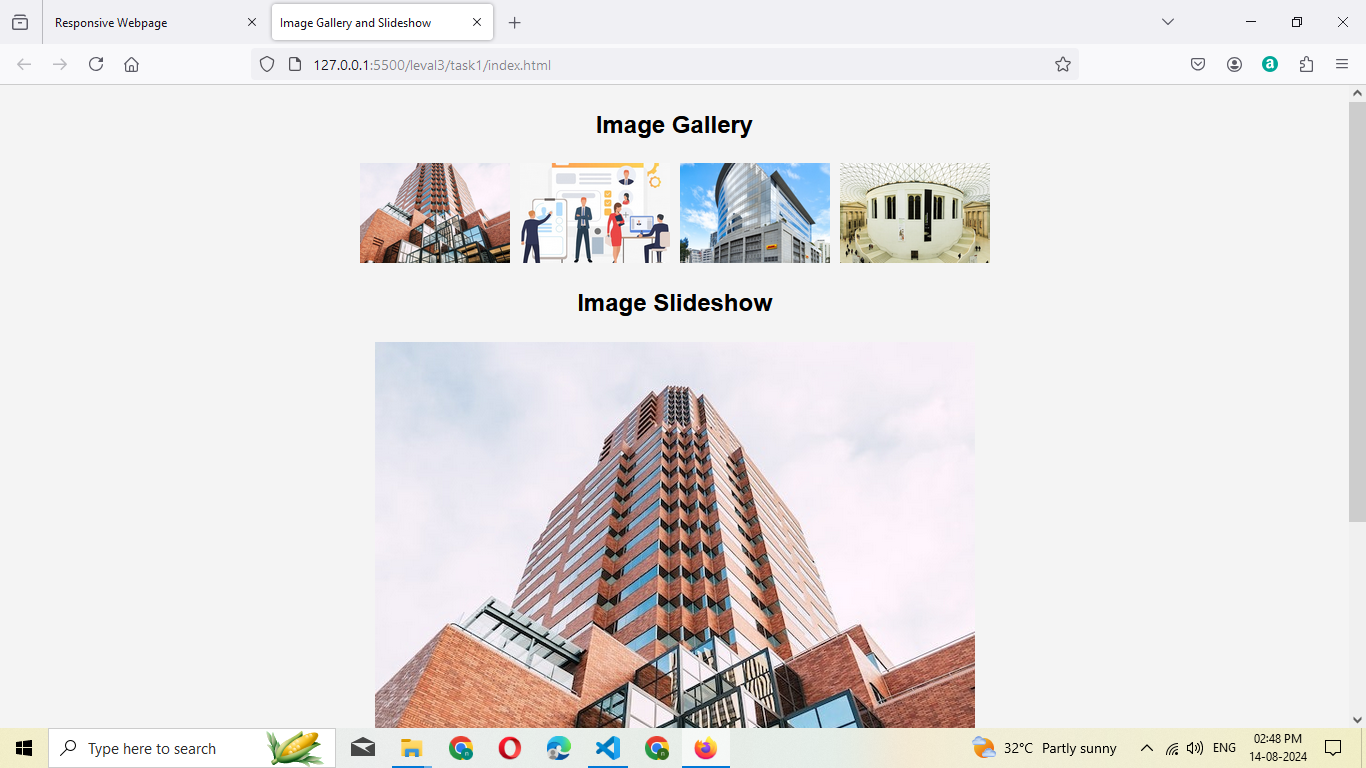 Responsive Webpage
Image Gallery and Slideshow
127.0.0.1:5500/leval3/task1/index.html
a
Image Gallery
Image Slideshow
Type here to search
32°C Partly sunny
ENG
02:48 PM
14-08-2024